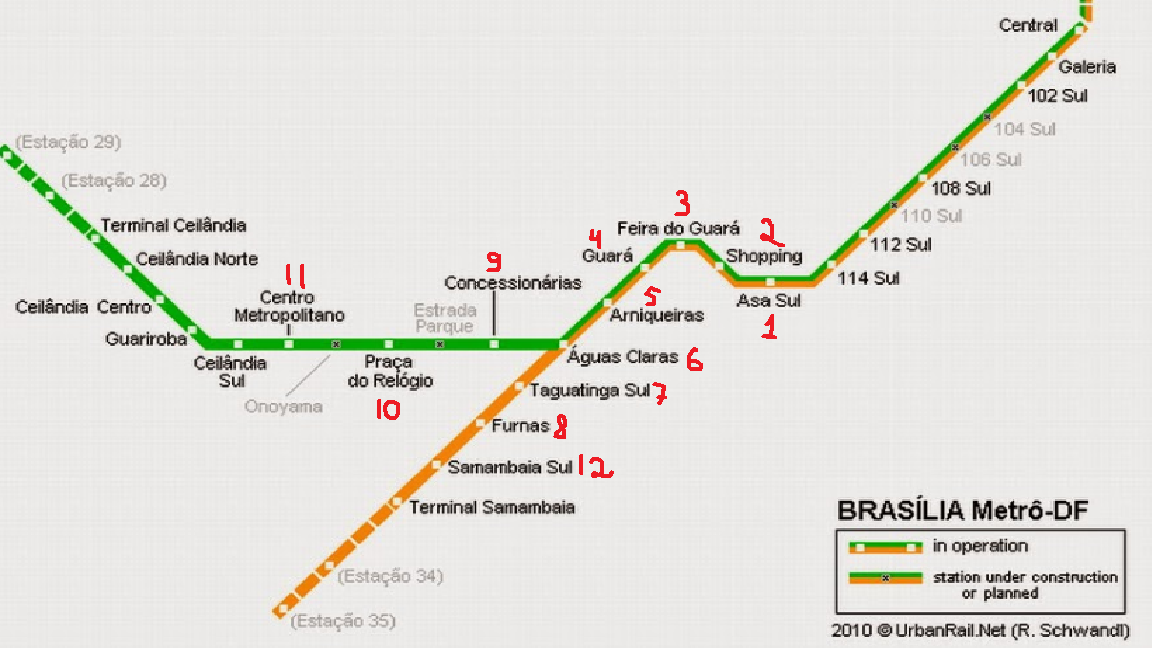 Central
Galeria
102 Sul
104 Sul
106 Sul
108 Sul
110 Sul
112 Sul
114 Sul
(Estação 29)
(Estação 28)
Terminal Ceilândia
Ceilândia Norte
Ceilândia Centro
Guariroba
Ceilândia
Sul
11
Centro
Metropolitano
Onoyama
Praça
do Relógio
10
Estrada
Parque
9
Concessionárias
4
Guará
3
Feira do Guará
2
Shopping
Asa Sul
1
5
Arniqueiras
Águas Claras 6
Taguatinga Sul 7
Furnas 8
Samambaia Sul 12
Terminal Samambaia
(Estação 34)
(Estação 35)
BRASÍLIA Metrô-DF
in operation
station under construction
or planned
2010 © UrbanRail.Net (R. Schwandl)